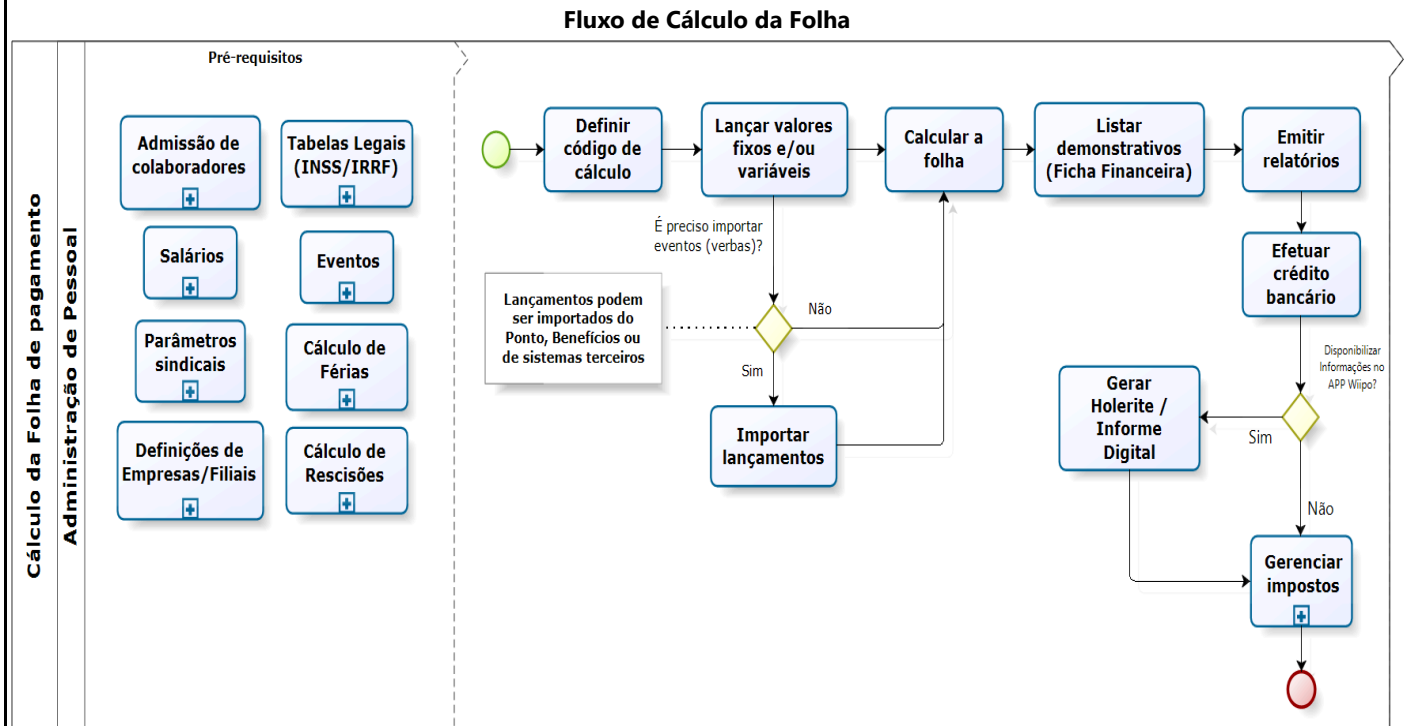 Fluxo de Cálculo da Folha
Cálculo da Folha de pagamento
Administração de Pessoal
Pré-requisitos
Admissão de
colaboradores
Tabelas Legais
(INSS/IRRF)
Salários
Eventos
Parâmetros
sindicais
Cálculo de
Férias
Definições de
Empresas/Filiais
Cálculo de
Rescisões
Definir
código de
cálculo
Lançar valores
fixos e/ou
variáveis
Calcular a
folha
Listar
demonstrativos
(Ficha Financeira)
Emitir
relatórios
É preciso importar
eventos (verbas)?
Lançamentos podem
ser importados do
Ponto, Benefícios ou
de sistemas terceiros
Não
Sim
Importar
lançamentos
Efetuar
crédito
bancário
Disponibilizar
Informações no
APP Wiipo?
Gerar
Holerite /
Informe
Digital
Sim
Não
Gerenciar
impostos